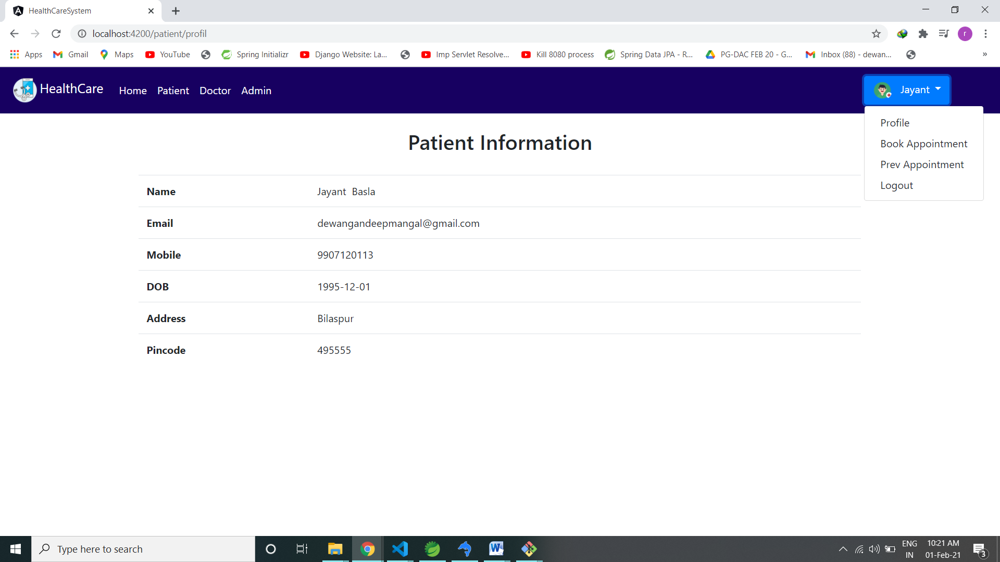 HealthCareSystem
localhost:4200/patient/profil
r
Apps Gmail Maps YouTube Spring Initializr Django Website: La... Imp Servlet Resolve... Kill 8080 process Spring Data JPA - R... PG-DAC FEB 20 - G... Inbox (88) - dewan... »
HealthCare Home Patient Doctor Admin Jayant
Profile
Book Appointment
Prev Appointment
Logout
Patient Information
Name Jayant Basla
Email dewangandeepmangal@gmail.com
Mobile 9907120113
DOB 1995-12-01
Address Bilaspur
Pincode 495555
Type here to search
ENG
IN
10:21 AM
01-Feb-21
3